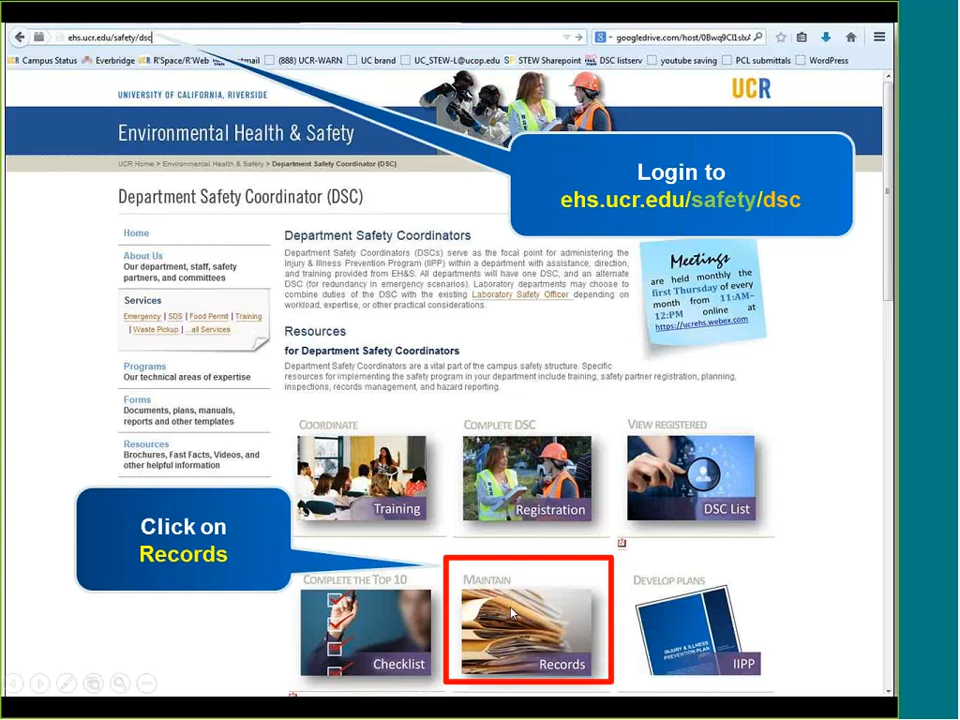 ehs.ucr.edu/safety/dsc
Campus Status
Everbridge
R'Space/R'Web
(888) UCR-WARN
UC brand
UC_STEW-L@ucop.edu
STEW Sharepoint
DSC listserv
youtube saving
PCL submittals
WordPress
UNIVERSITY OF CALIFORNIA, RIVERSIDE
UCR
Environmental Health & Safety
UCR Home > Environmental Health & Safety > Department Safety Coordinator (DSC)
Login to
ehs.ucr.edu/safety/dsc
Department Safety Coordinator (DSC)
Home
About Us
Our department, staff, safety
partners, and committees
Services
Emergency | SDS | Food Permit | Training
| Waste Pickup | ...all Services
Programs
Our technical areas of expertise
Forms
Documents, plans, manuals,
reports and other templates
Resources
Brochures, Fast Facts, Videos, and
other helpful information
Department Safety Coordinators
Department Safety Coordinators (DSCs) serve as the focal point for administering the
Injury & Illness Prevention Program (IIPP) within a department with assistance, direction,
and training provided from EH&S. All departments will have one DSC, and an alternate
DSC (for redundancy in emergency scenarios). Laboratory departments may choose to
combine duties of the DSC with the existing Laboratory Safety Officer depending on
workload, expertise, or other practical considerations.
Meetings
are held monthly the
first Thursday of every
month from 11:AM-
12:PM online at
https://ucrehs.webex.com
Resources
for Department Safety Coordinators
Department Safety Coordinators are a vital part of the campus safety structure. Specific
resources for implementing the safety program in your department include training, safety partner registration, planning,
inspections, records management, and hazard reporting.
COORDINATE
Training
COMPLETE DSC
Registration
VIEW REGISTERED
DSC List
Click on
Records
COMPLETE THE TOP 10
Checklist
MAINTAIN
Records
DEVELOP PLANS
INJURY & ILLNESS
PREVENTION PLAN
IIPP